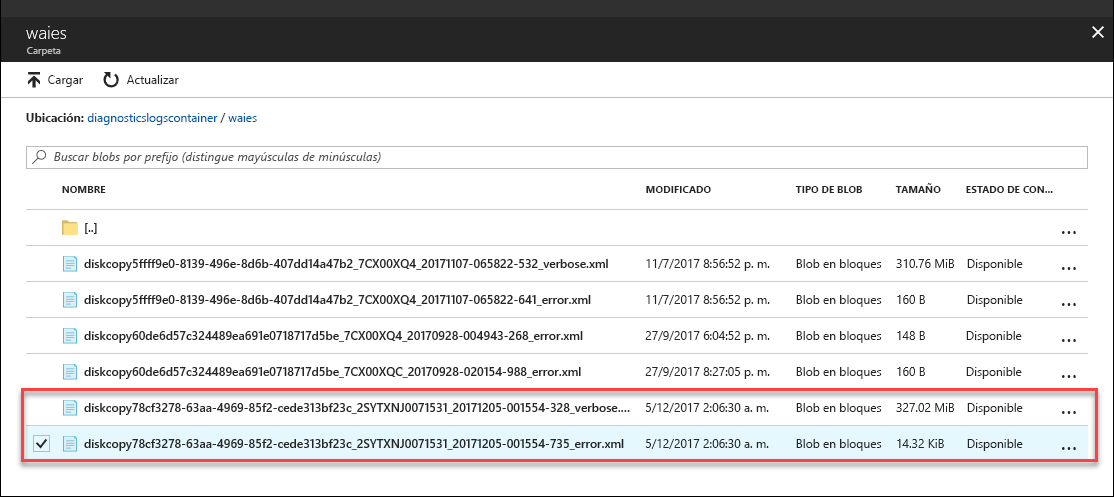 waies
Carpeta
Cargar Actualizar
Ubicación: diagnosticslogscontainer / waies
Buscar blobs por prefijo (distingue mayúsculas de minúsculas)
NOMBRE MODIFICADO TIPO DE BLOB TAMAÑO ESTADO DE CON...
[..] ...
diskcopy5ffff9e0-8139-496e-8d6b-407dd14a47b2_7CX00XQ4_20171107-065822-532_verbose.xml 11/7/2017 8:56:52 p. m. Blob en bloques 310.76 MiB Disponible ...
diskcopy5ffff9e0-8139-496e-8d6b-407dd14a47b2_7CX00XQ4_20171107-065822-641_error.xml 11/7/2017 8:56:52 p. m. Blob en bloques 160 B Disponible ...
diskcopy60de6d57c324489ea691e0718717d5be_7CX00XQ4_20170928-004943-268_error.xml 27/9/2017 6:04:52 p. m. Blob en bloques 148 B Disponible ...
diskcopy60de6d57c324489ea691e0718717d5be_7CX00XQC_20170928-020154-988_error.xml 27/9/2017 8:27:05 p. m. Blob en bloques 160 B Disponible ...
diskcopy78cf3278-63aa-4969-85f2-cede313bf23c_2SYTXNJ0071531_20171205-001554-328_verbose.... 5/12/2017 2:06:30 a. m. Blob en bloques 327.02 MiB Disponible ...
diskcopy78cf3278-63aa-4969-85f2-cede313bf23c_2SYTXNJ0071531_20171205-001554-735_error.xml 5/12/2017 2:06:30 a. m. Blob en bloques 14.32 KiB Disponible ...